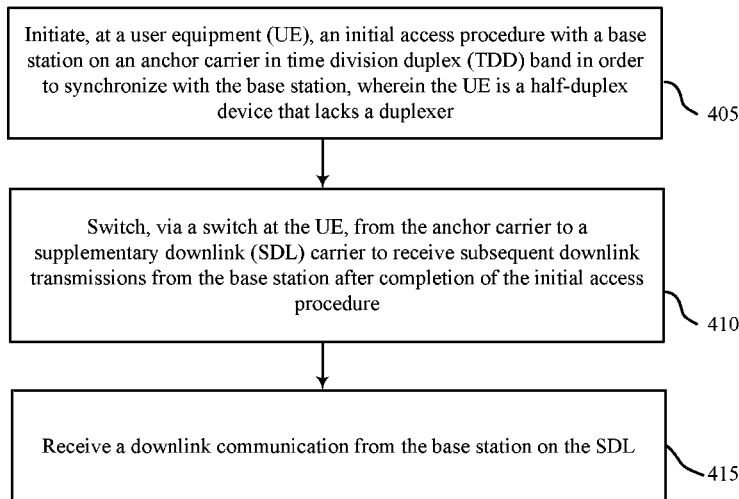 Initiate, at a user equipment (UE), an initial access procedure with a base
station on an anchor carrier in time division duplex (TDD) band in order
to synchronize with the base station, wherein the UE is a half-duplex
device that lacks a duplexer
405
Switch, via a switch at the UE, from the anchor carrier to a
supplementary downlink (SDL) carrier to receive subsequent downlink
transmissions from the base station after completion of the initial access
procedure
410
Receive a downlink communication from the base station on the SDL
415